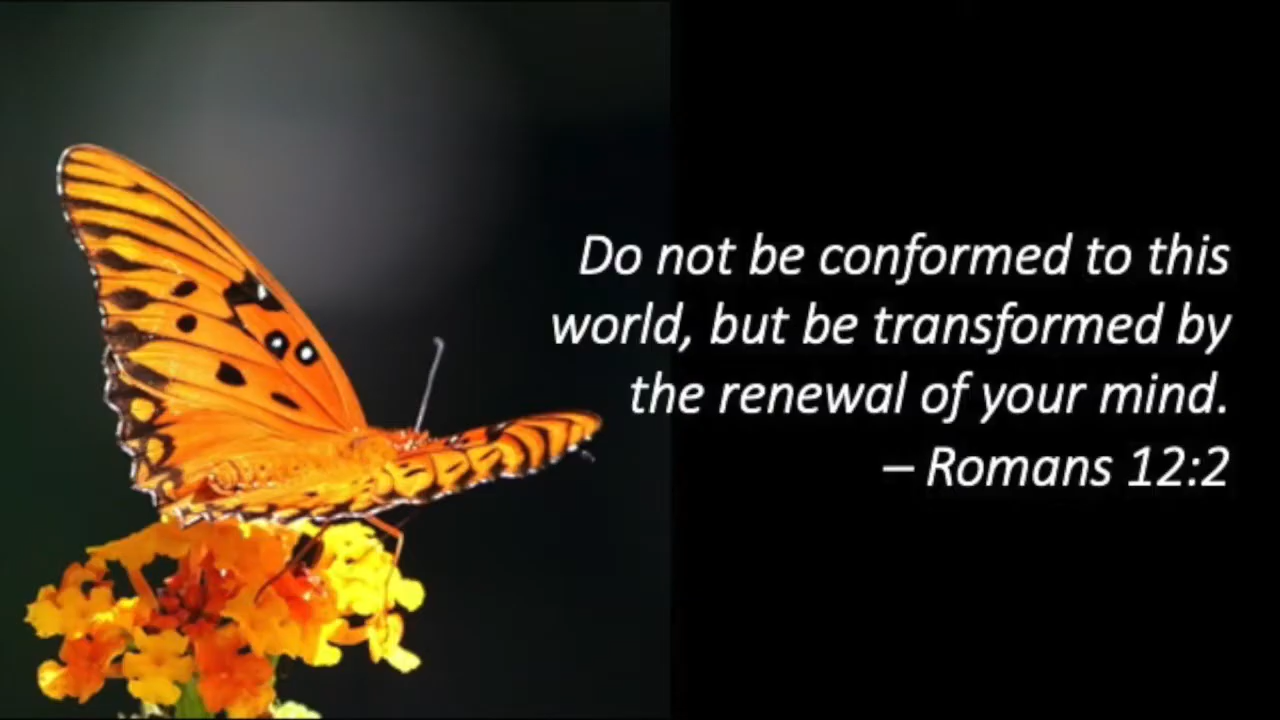 Do not be conformed to this
world, but be transformed by
the renewal of your mind.
– Romans 12:2